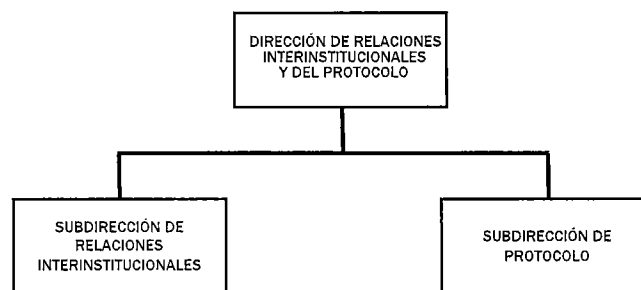 DIRECCIÓN DE RELACIONES
INTERINSTITUCIONALES
Y DEL PROTOCOLO
SUBDIRECCIÓN DE
RELACIONES
INTERINSTITUCIONALES
SUBDIRECCIÓN DE
PROTOCOLO